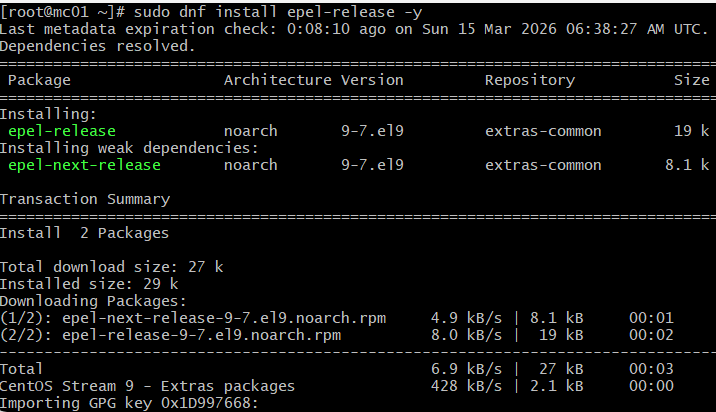 [root@mc01 ~]# sudo dnf install epel-release -y
Last metadata expiration check: 0:08:10 ago on Sun 15 Mar 2026 06:38:27 AM UTC.
Dependencies resolved.
================================================================================
 Package                  Architecture Version          Repository         Size
================================================================================
Installing:
 epel-release             noarch       9-7.el9          extras-common      19 k
Installing weak dependencies:
 epel-next-release        noarch       9-7.el9          extras-common     8.1 k

Transaction Summary
================================================================================
Install  2 Packages

Total download size: 27 k
Installed size: 29 k
Downloading Packages:
(1/2): epel-next-release-9-7.el9.noarch.rpm     4.9 kB/s | 8.1 kB     00:01
(2/2): epel-release-9-7.el9.noarch.rpm          8.0 kB/s |  19 kB     00:02
--------------------------------------------------------------------------------
Total                                           6.9 kB/s |  27 kB     00:03
CentOS Stream 9 - Extras packages               428 kB/s | 2.1 kB     00:00
Importing GPG key 0x1D997668: